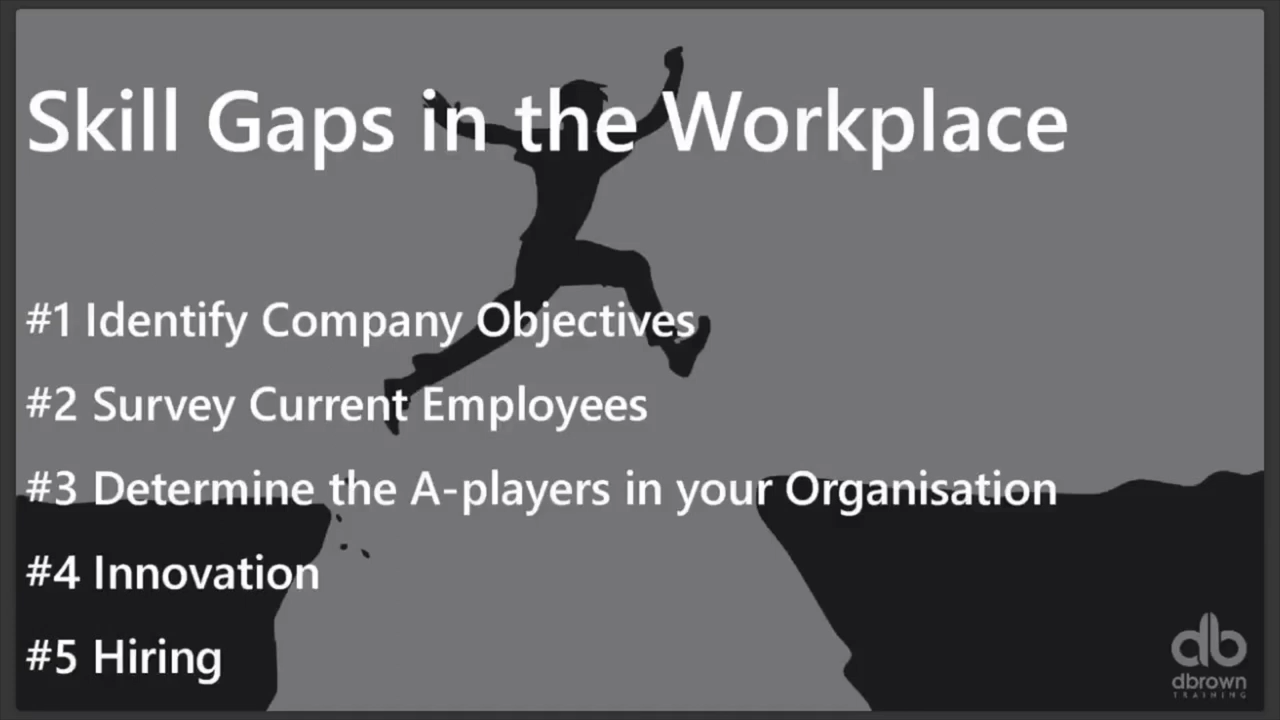 Skill Gaps in the Workplace
#1 Identify Company Objectives
#2 Survey Current Employees
#3 Determine the A-players in your Organisation
#4 Innovation
#5 Hiring
db
dbrown
TRAINING